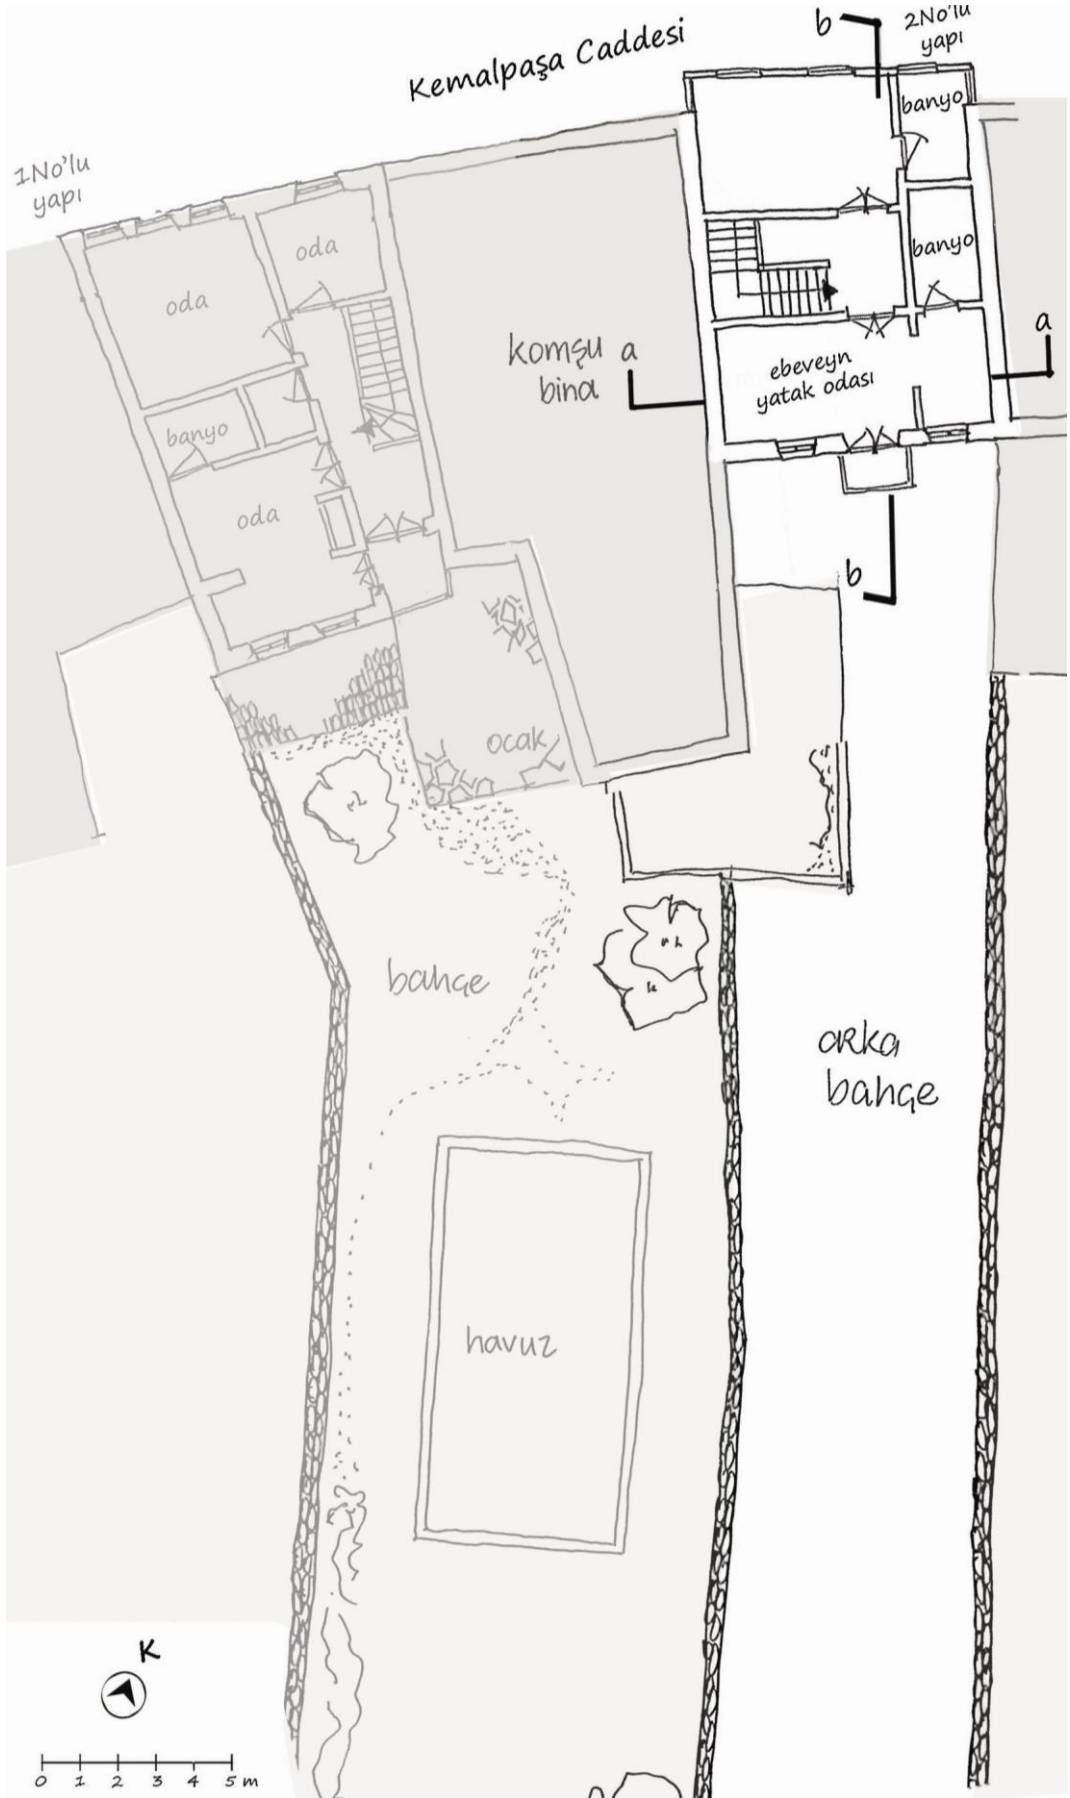 b
2No'lu
yapı
Kemalpaşa Caddesi
banyo
1No'lu
yapı
oda
oda
banyo
komşu
bina
a
a
ebeveyn
yatak odası
banyo
oda
b
ocak
bahçe
arka
bahçe
havuz
K
0 1 2 3 4 5 m